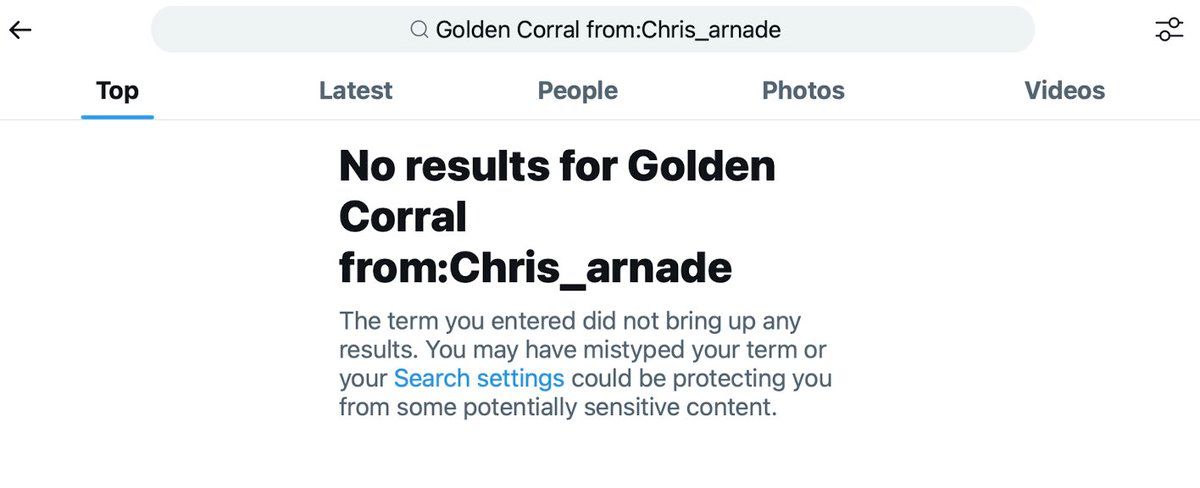 Golden Corral from:Chris_arnade
Top Latest People Photos Videos
No results for Golden
Corral
from:Chris_arnade
The term you entered did not bring up any
results. You may have mistyped your term or
your Search settings could be protecting you
from some potentially sensitive content.